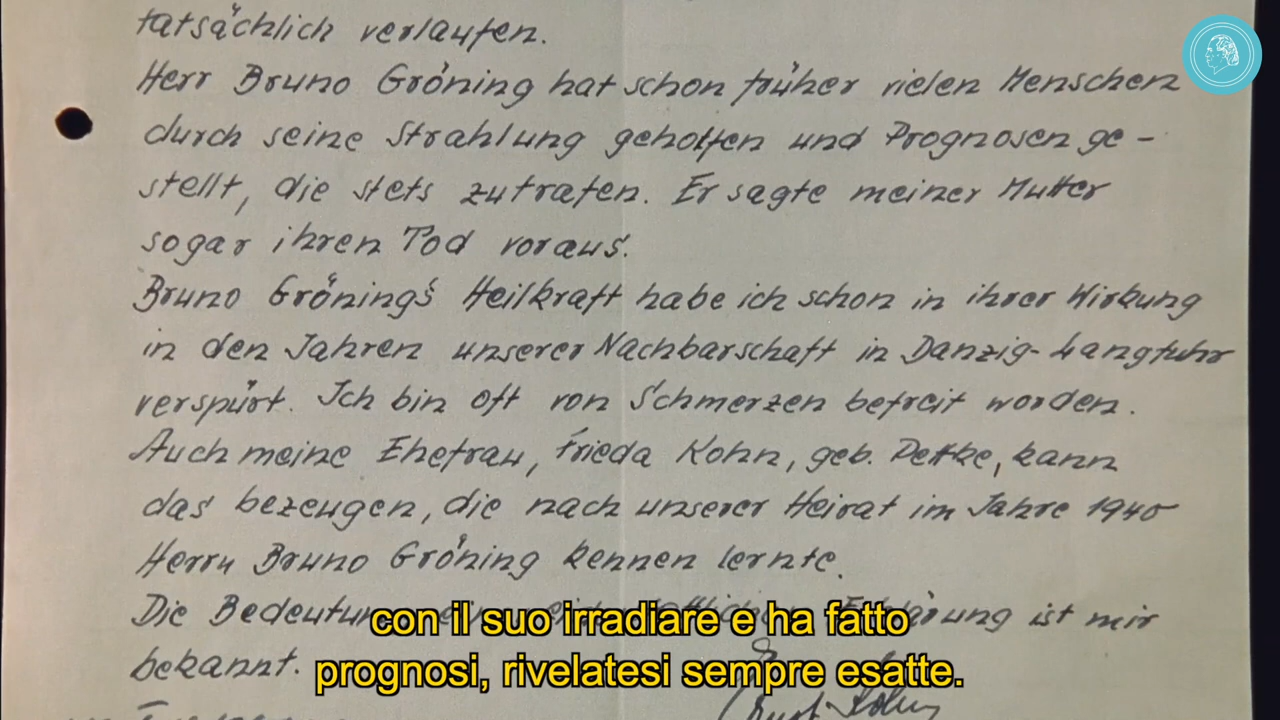 tatsächlich verlaufen.
Herr Bruno Gröning hat schon früher vielen Menschen
durch seine Strahlung geholfen und Prognosen ge-
stellt, die stets zutrafen. Er sagte meiner Mutter
sogar ihren Tod voraus.
Bruno Gröning's Heilkraft habe ich schon in ihrer Wirkung
in den Jahren unserer Nachbarschaft in Danzig-Langfuhr
verspürt. Ich bin oft von Schmerzen befreit worden.
Auch meine Ehefrau, Frieda Kohn, geb. Petke, kann
das bezeugen, die nach unserer Heirat im Jahre 1940
Herrn Bruno Gröning kennen lernte.
Die Bedeutung ist mir
bekannt.
con il suo irradiare e ha fatto
prognosi, rivelatesi sempre esatte.